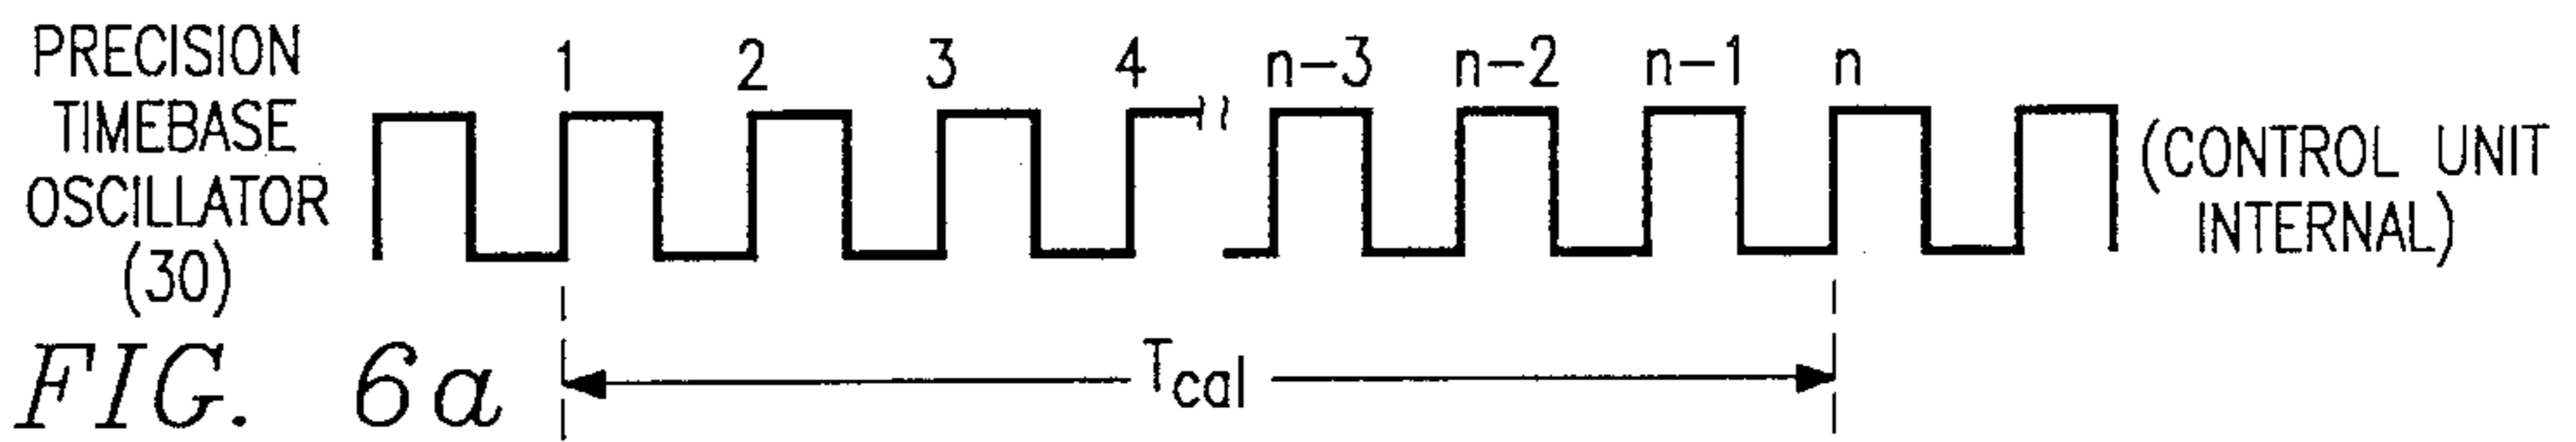 PRECISION
TIMEBASE
OSCILLATOR
(30)
1 2 3 4 n-3 n-2 n-1 n
(CONTROL UNIT
INTERNAL)
Tcal
FIG. 6a